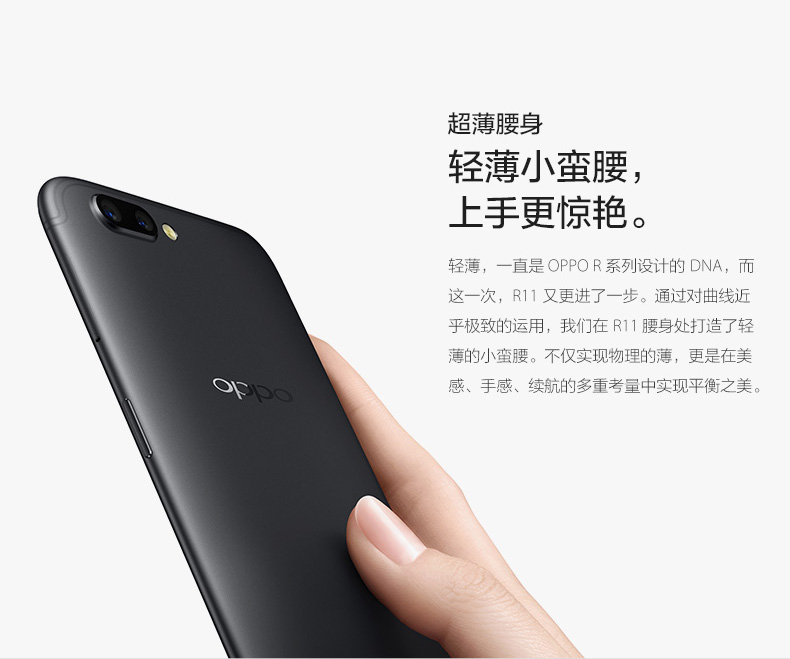 超薄腰身
轻薄小蛮腰，
上手更惊艳。
轻薄，一直是 OPPO R 系列设计的 DNA，而
这一次，R11 又更进了一步。通过对曲线近
乎极致的运用，我们在 R11 腰身处打造了轻
薄的小蛮腰。不仅实现物理的薄，更是在美
感、手感、续航的多重考量中实现平衡之美。
oppo